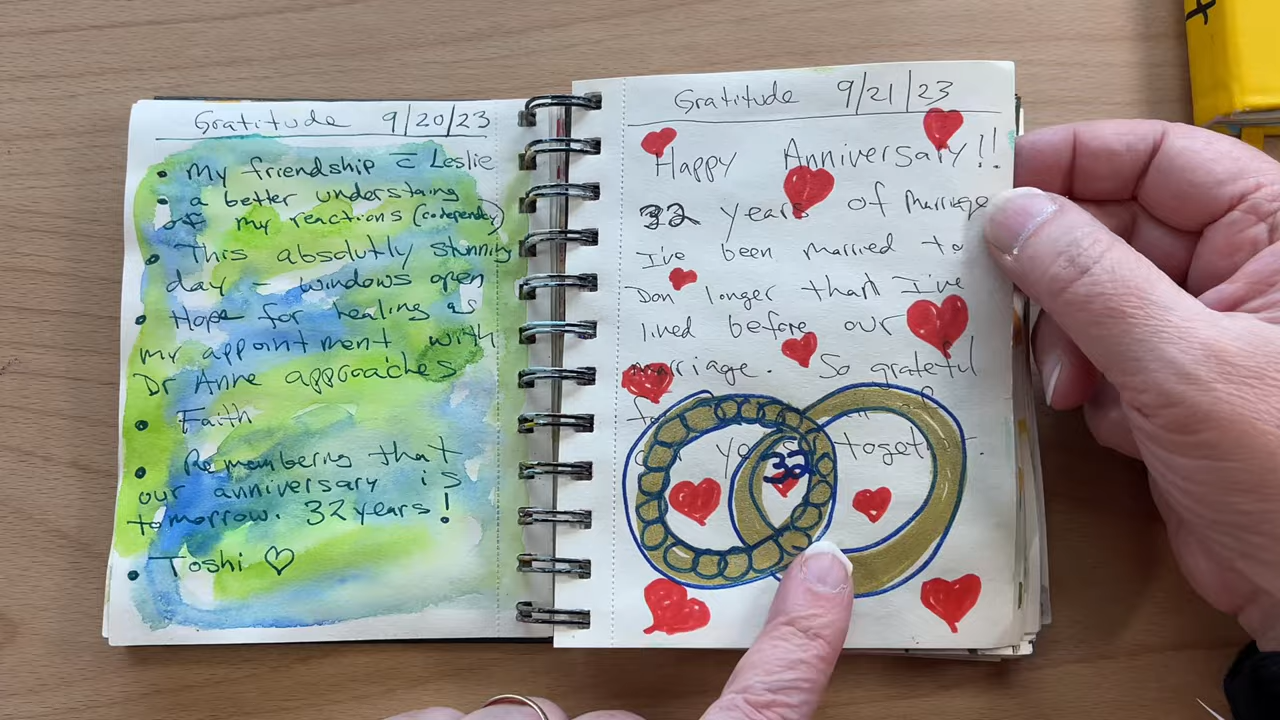 Gratitude 9/20/23
• My friendship c̄ Leslie
• a better understaing
of my reactions (codependency)
• This absolutly stunning
day - windows open
• Hope for healing as
my appointment with
Dr Anne approaches
• Faith
• Remembering that
our anniversary is
tomorrow. 32 years!
• Toshi ♡
Gratitude 9/21/23
Happy Anniversary!!
32 years of Marriage
I've been married to
Don longer than I've
lived before our
marriage. So grateful
together.
32